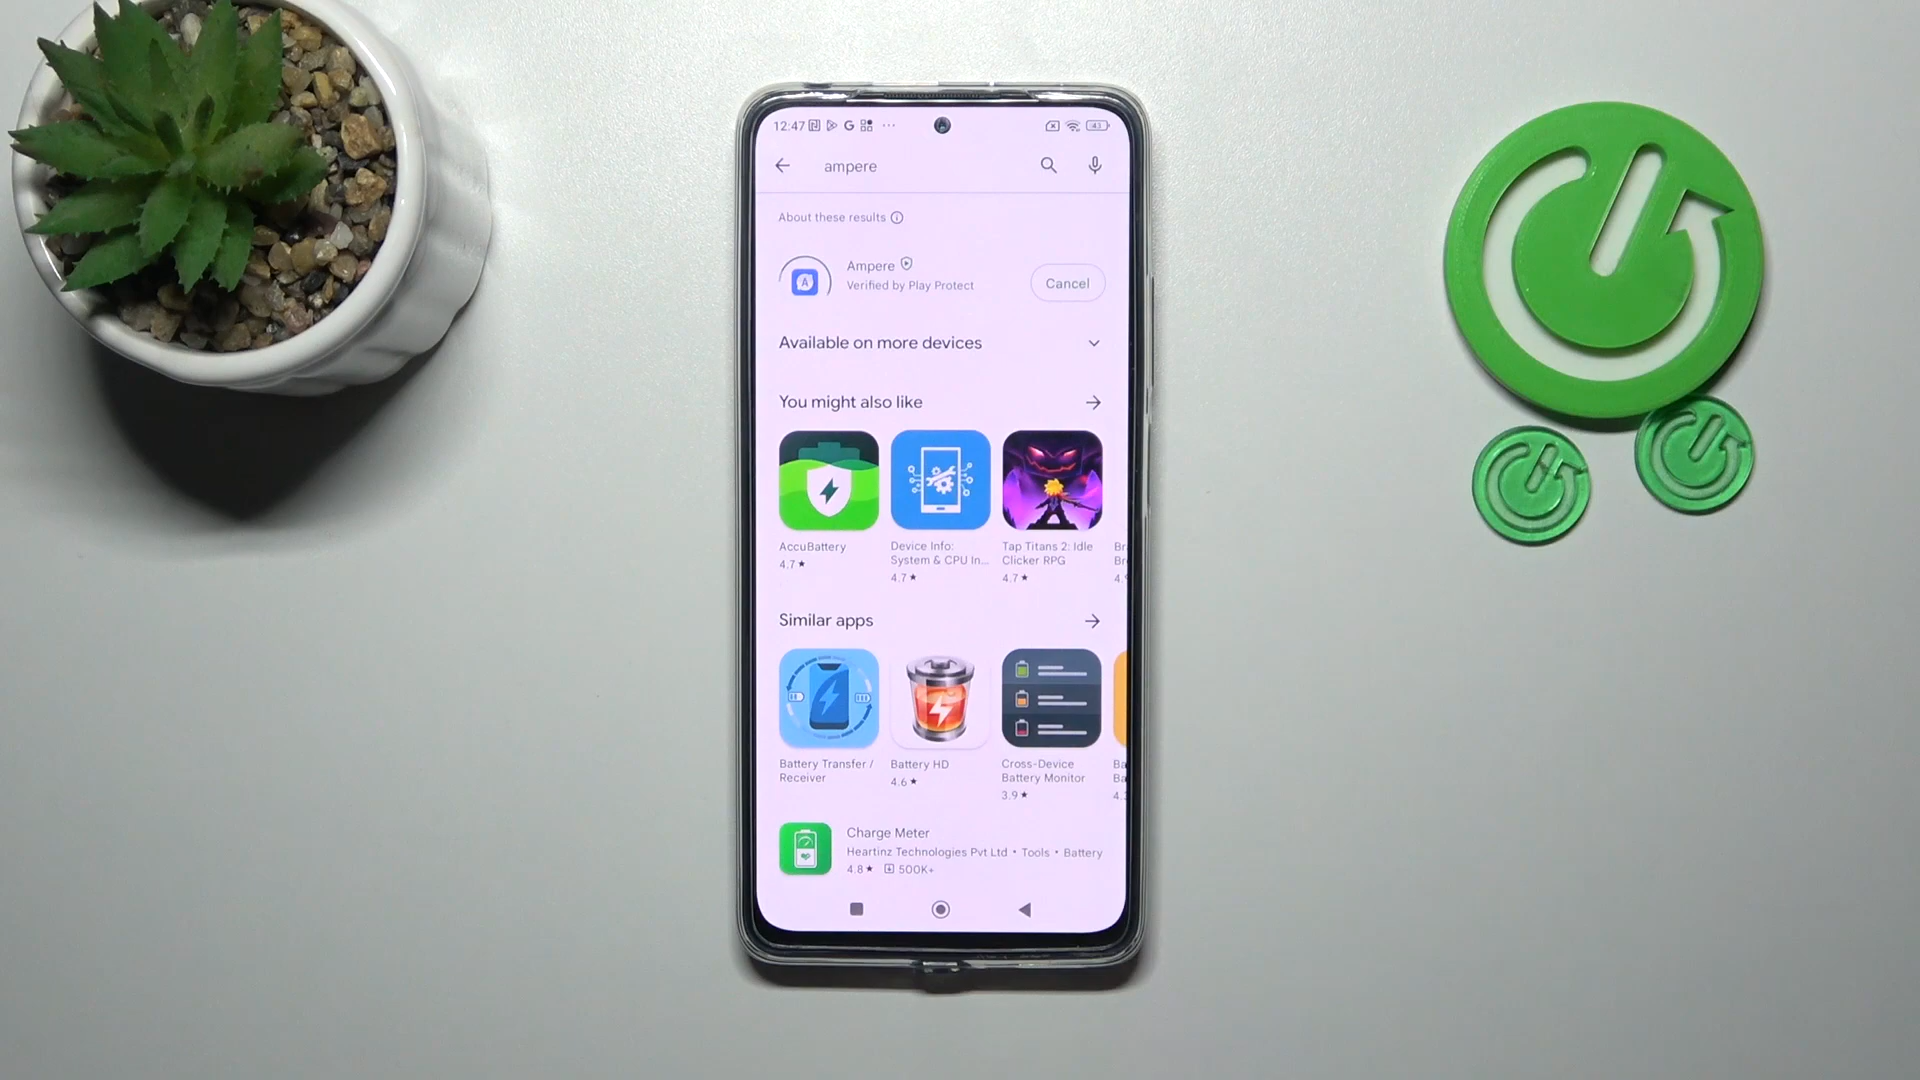 12:47
43
ampere
About these results
Ampere
Verified by Play Protect
Cancel
Available on more devices
You might also like
AccuBattery
4.7★
Device Info:
System & CPU In...
4.7★
Tap Titans 2: Idle
Clicker RPG
4.7★
Similar apps
Battery Transfer /
Receiver
Battery HD
4.6★
Cross-Device
Battery Monitor
3.9★
Charge Meter
Heartinz Technologies Pvt Ltd • Tools • Battery
4.8★ 500K+